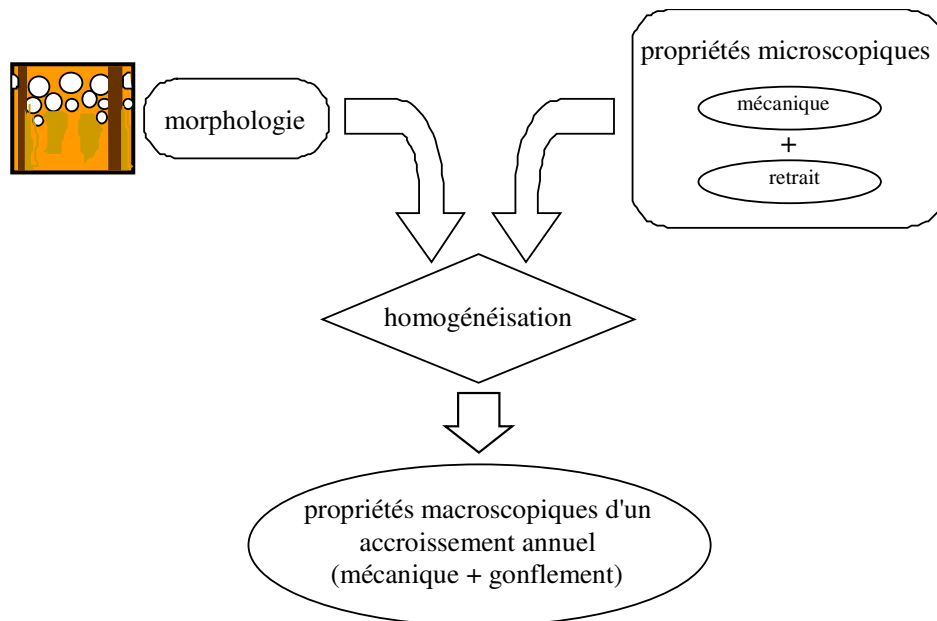 propriétés microscopiques
mécanique
+
retrait
morphologie
homogénéisation
propriétés macroscopiques d'un
accroissement annuel
(mécanique + gonflement)